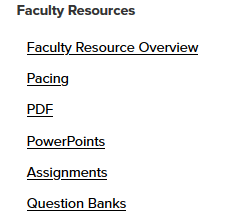 Faculty Resources
Faculty Resource Overview
Pacing
PDF
PowerPoints
Assignments
Question Banks